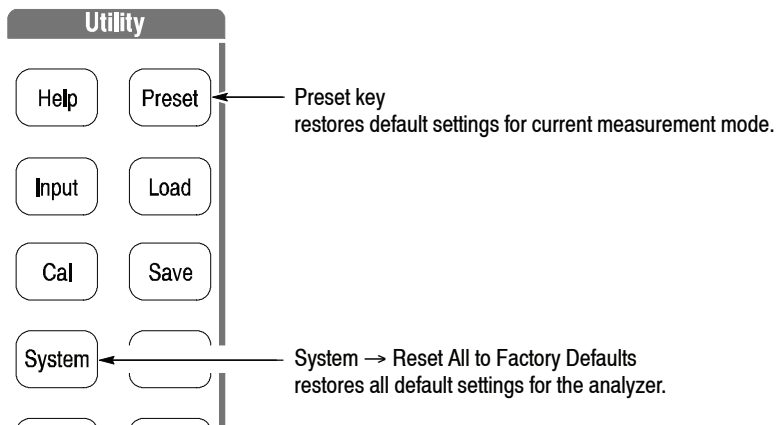 Utility
Help
Preset
Preset key
restores default settings for current measurement mode.
Input
Load
Cal
Save
System
System → Reset All to Factory Defaults
restores all default settings for the analyzer.